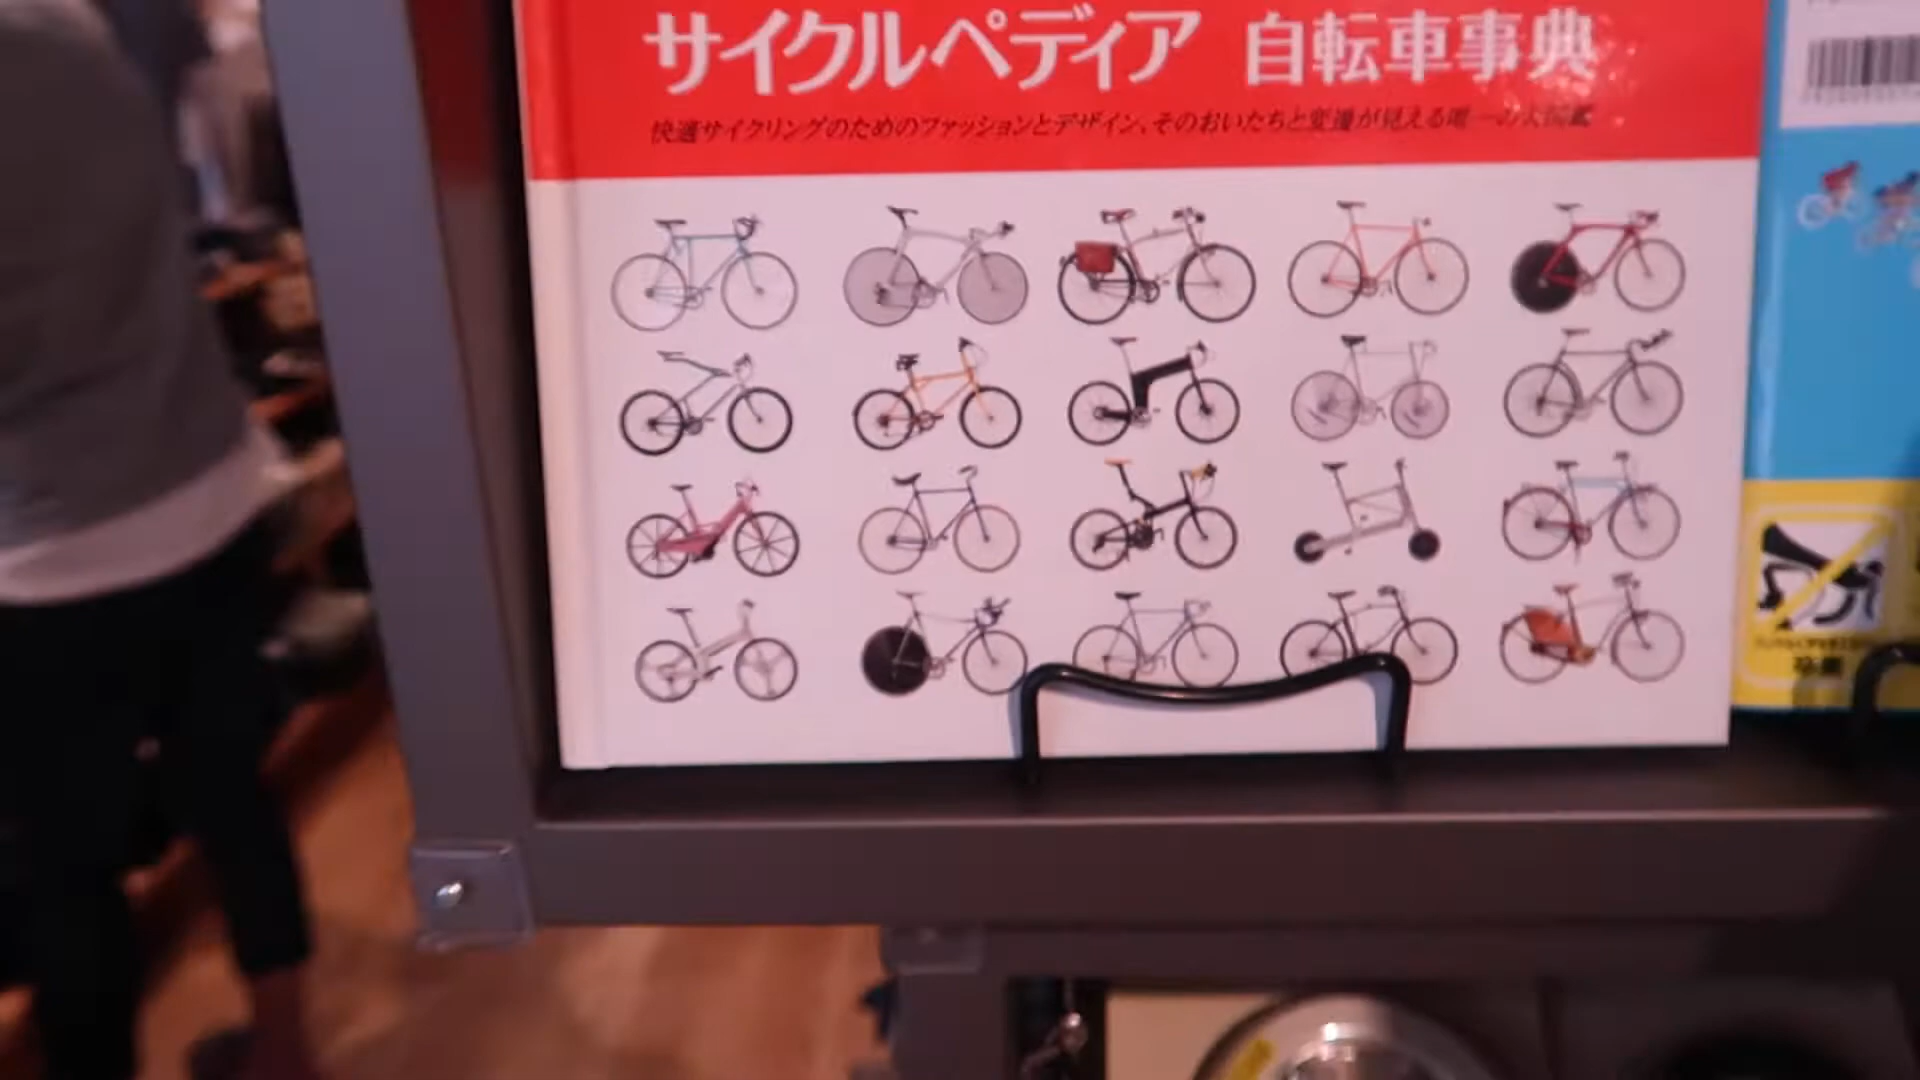 サイクルペディア 自転車事典
快適サイクリングのためのファッションとデザイン、そのおいたちと変遷が見える唯一の大図鑑
卒業